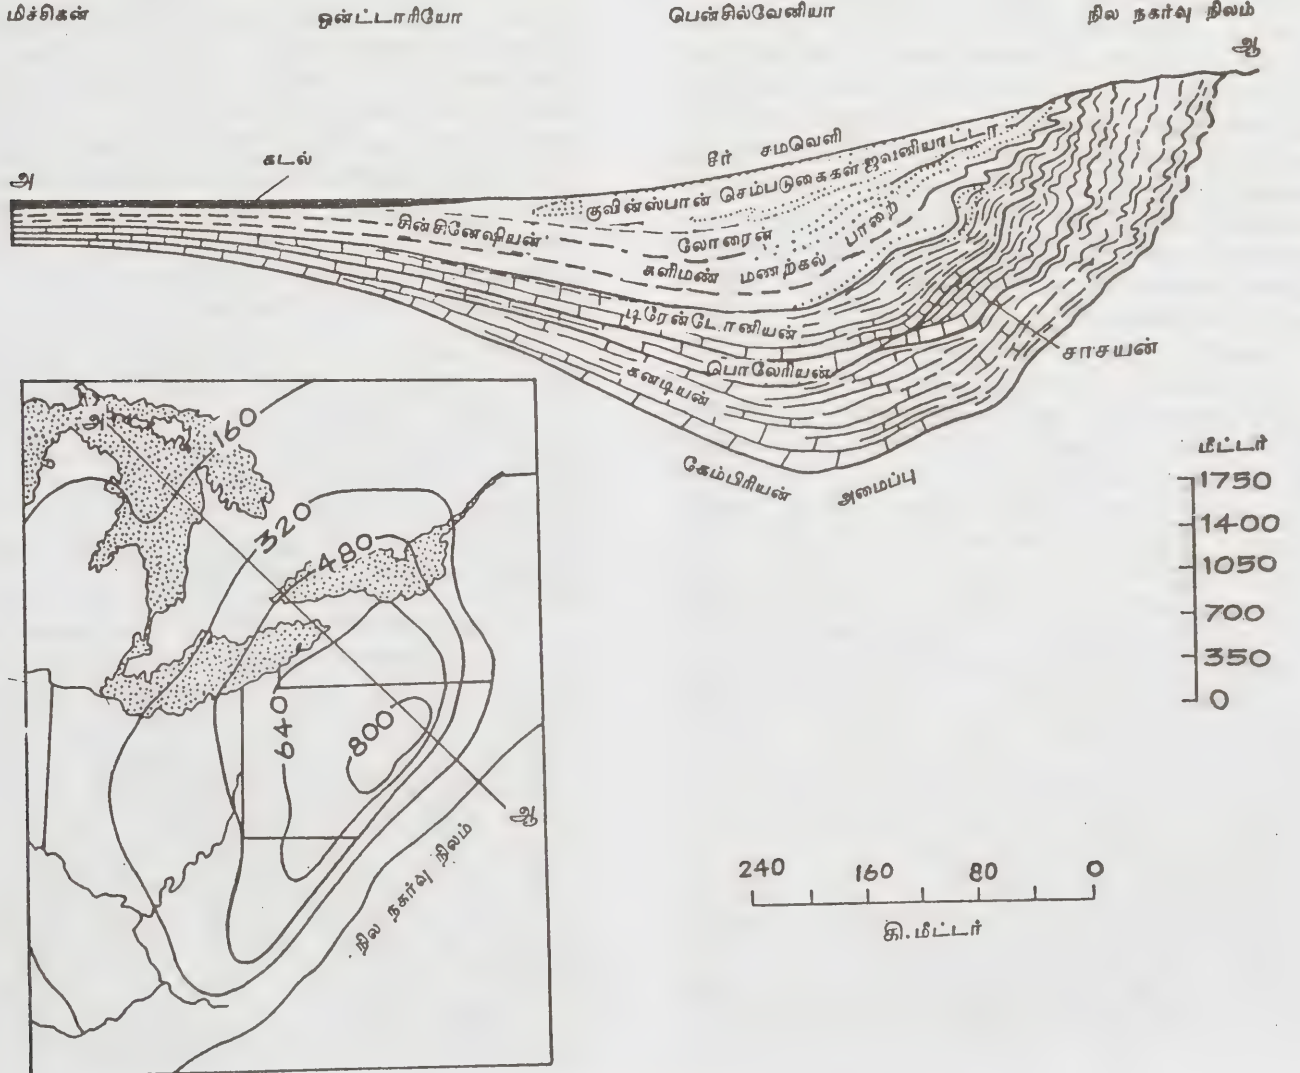 மிச்சிகன் ஒன்ட்டாரியோ பென்சில்வேனியா நில நகர்வு நிலம்
ஆ
சீர் சமவெளி
கடல்
அ
குவின்ஸ்டான் செம்படுகைகள் ஜுவனியாட்டா
சின்சினேஷியன்
லோரைன்
களிமண் மணற்கல் பாறை
டிரேன்டோனியன்
சாசயன்
பொலேரியன்
கனடியன்
கேம்பிரியன் அமைப்பு
மீட்டர்
1750
1400
1050
700
350
0
அ
160
320
480
640
800
ஆ
நில நகர்வு நிலம்
240 160 80 0
கி.மீட்டர்